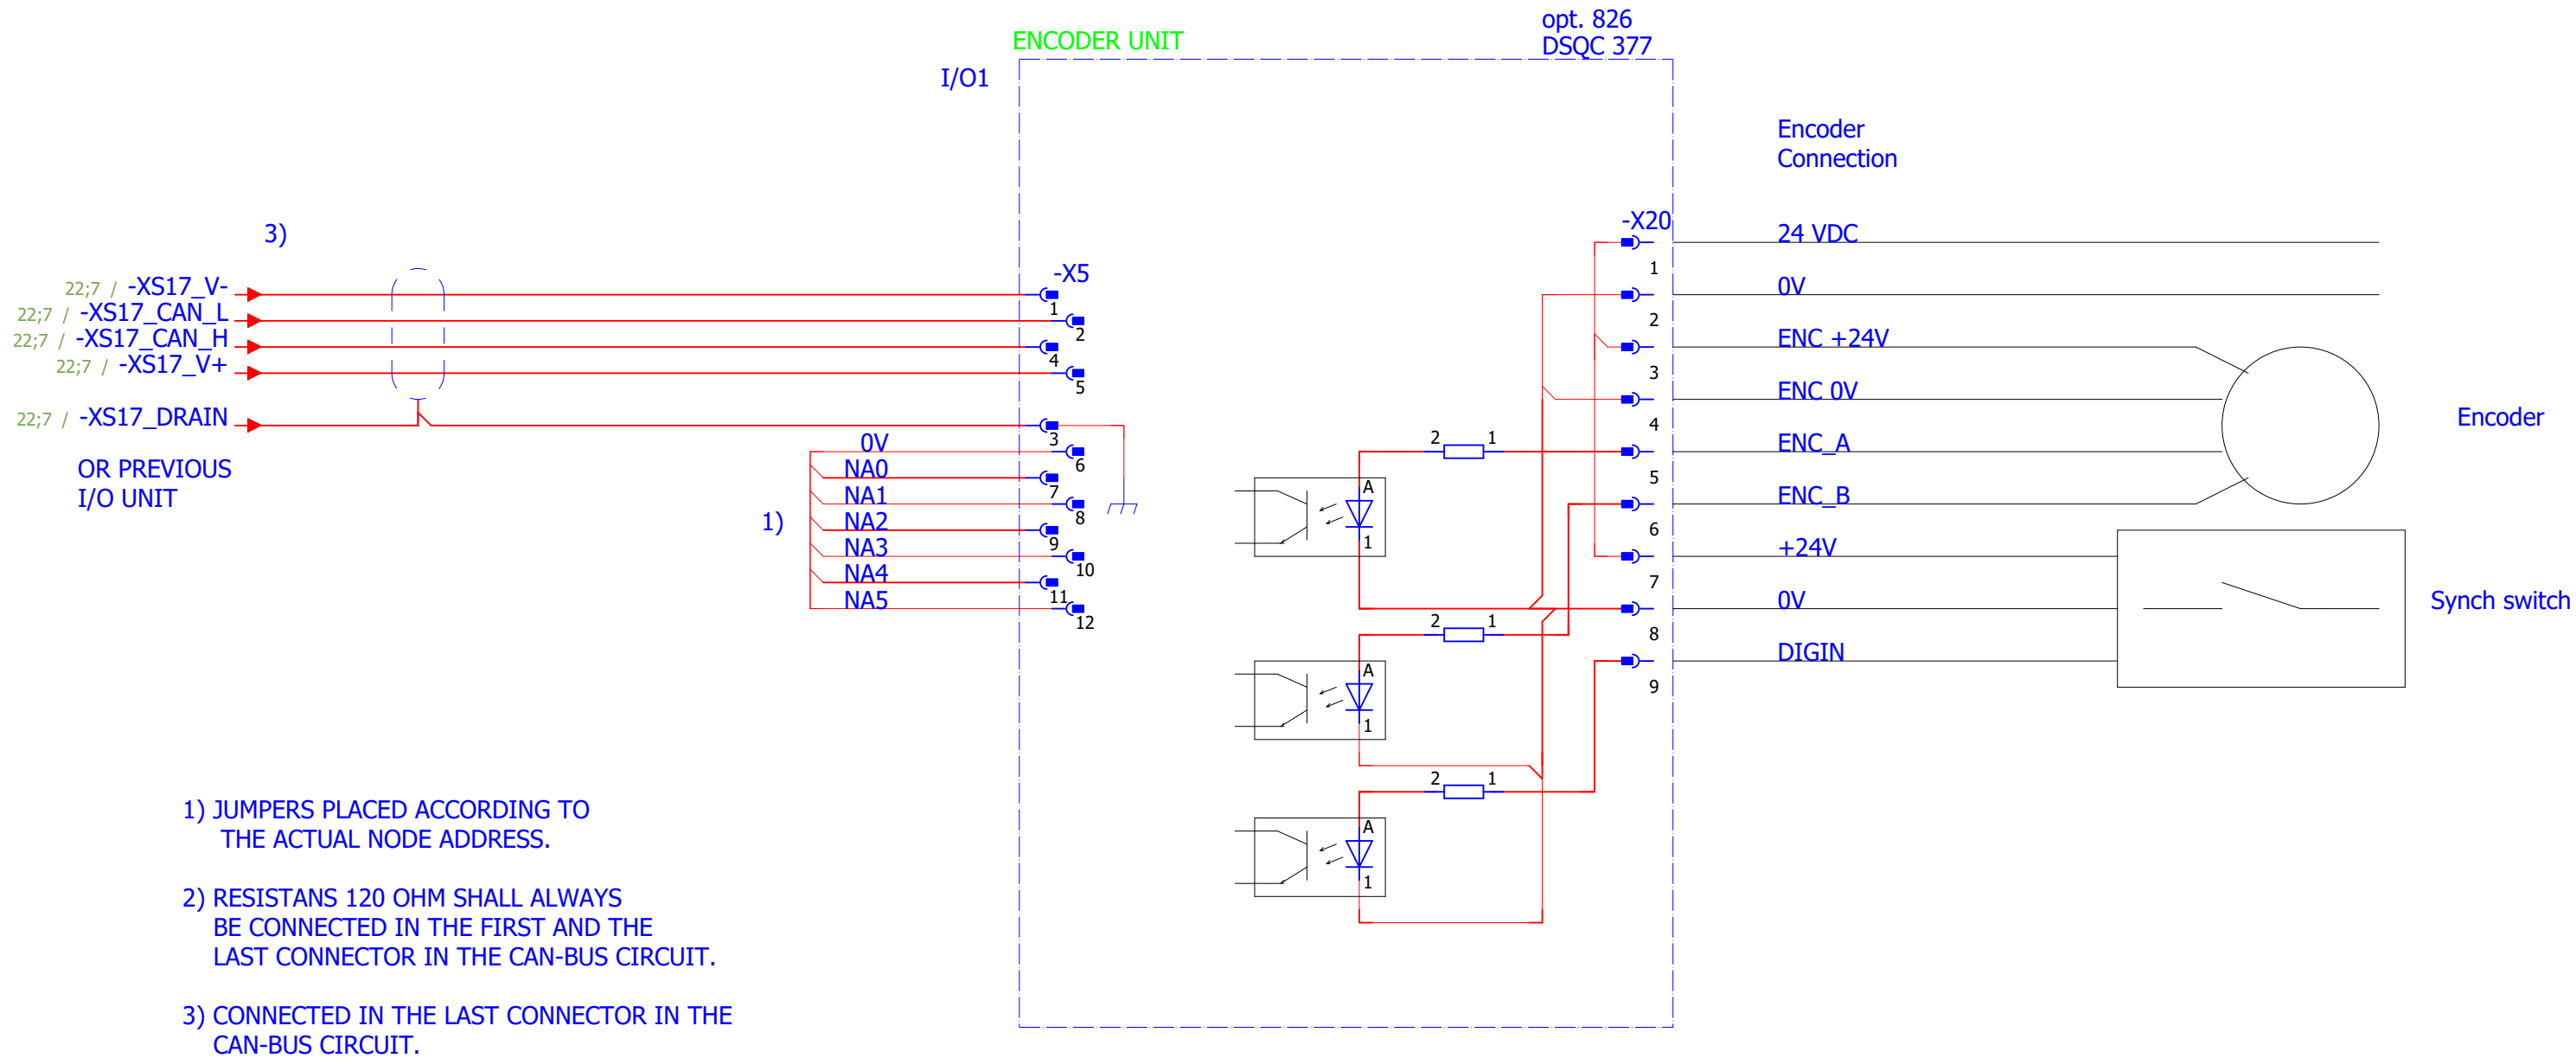 opt. 826
ENCODER UNIT
DSQC 377
I/O1
Encoder
Connection
3)
-X20
24 VDC
1
0V
2
ENC +24V
3
ENC 0V
4
ENC_A
5
ENC_B
6
+24V
7
0V
8
DIGIN
9
Encoder
Synch switch
-X5
22;7 / -XS17_V-
1
22;7 / -XS17_CAN_L
2
22;7 / -XS17_CAN_H
4
22;7 / -XS17_V+
5
22;7 / -XS17_DRAIN
3
OR PREVIOUS
I/O UNIT
1)
0V
6
NA0
7
NA1
8
NA2
9
NA3
10
NA4
11
NA5
12
2 1
A
1
2 1
A
1
2 1
A
1
1) JUMPERS PLACED ACCORDING TO
THE ACTUAL NODE ADDRESS.
2) RESISTANS 120 OHM SHALL ALWAYS
BE CONNECTED IN THE FIRST AND THE
LAST CONNECTOR IN THE CAN-BUS CIRCUIT.
3) CONNECTED IN THE LAST CONNECTOR IN THE
CAN-BUS CIRCUIT.